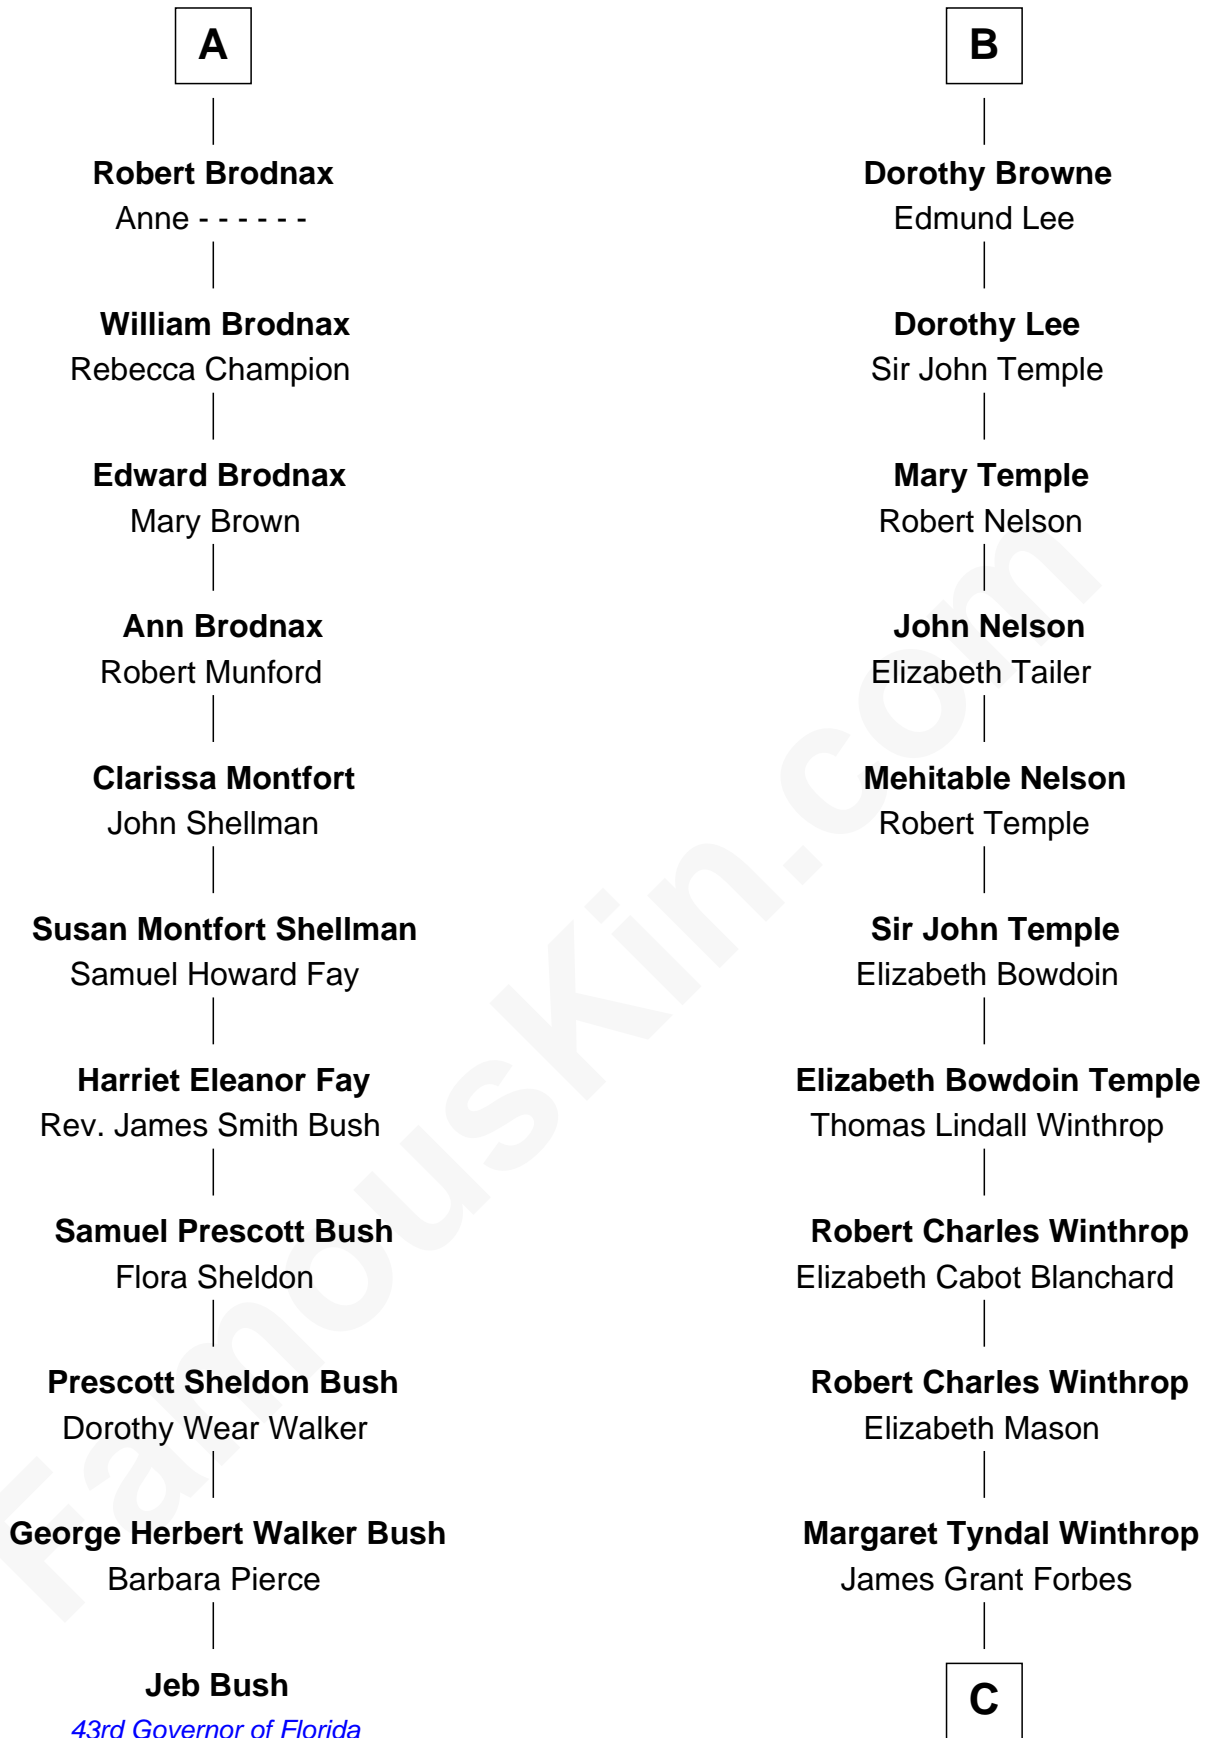 A
Robert Brodnax
Anne - - - - - -
William Brodnax
Rebecca Champion
Edward Brodnax
Mary Brown
Ann Brodnax
Robert Munford
Clarissa Montfort
John Shellman
Susan Montfort Shellman
Samuel Howard Fay
Harriet Eleanor Fay
Rev. James Smith Bush
Samuel Prescott Bush
Flora Sheldon
Prescott Sheldon Bush
Dorothy Wear Walker
George Herbert Walker Bush
Barbara Pierce
Jeb Bush
43rd Governor of Florida
B
Dorothy Browne
Edmund Lee
Dorothy Lee
Sir John Temple
Mary Temple
Robert Nelson
John Nelson
Elizabeth Tailer
Mehitable Nelson
Robert Temple
Sir John Temple
Elizabeth Bowdoin
Elizabeth Bowdoin Temple
Thomas Lindall Winthrop
Robert Charles Winthrop
Elizabeth Cabot Blanchard
Robert Charles Winthrop
Elizabeth Mason
Margaret Tyndal Winthrop
James Grant Forbes
C
FamousKin.com